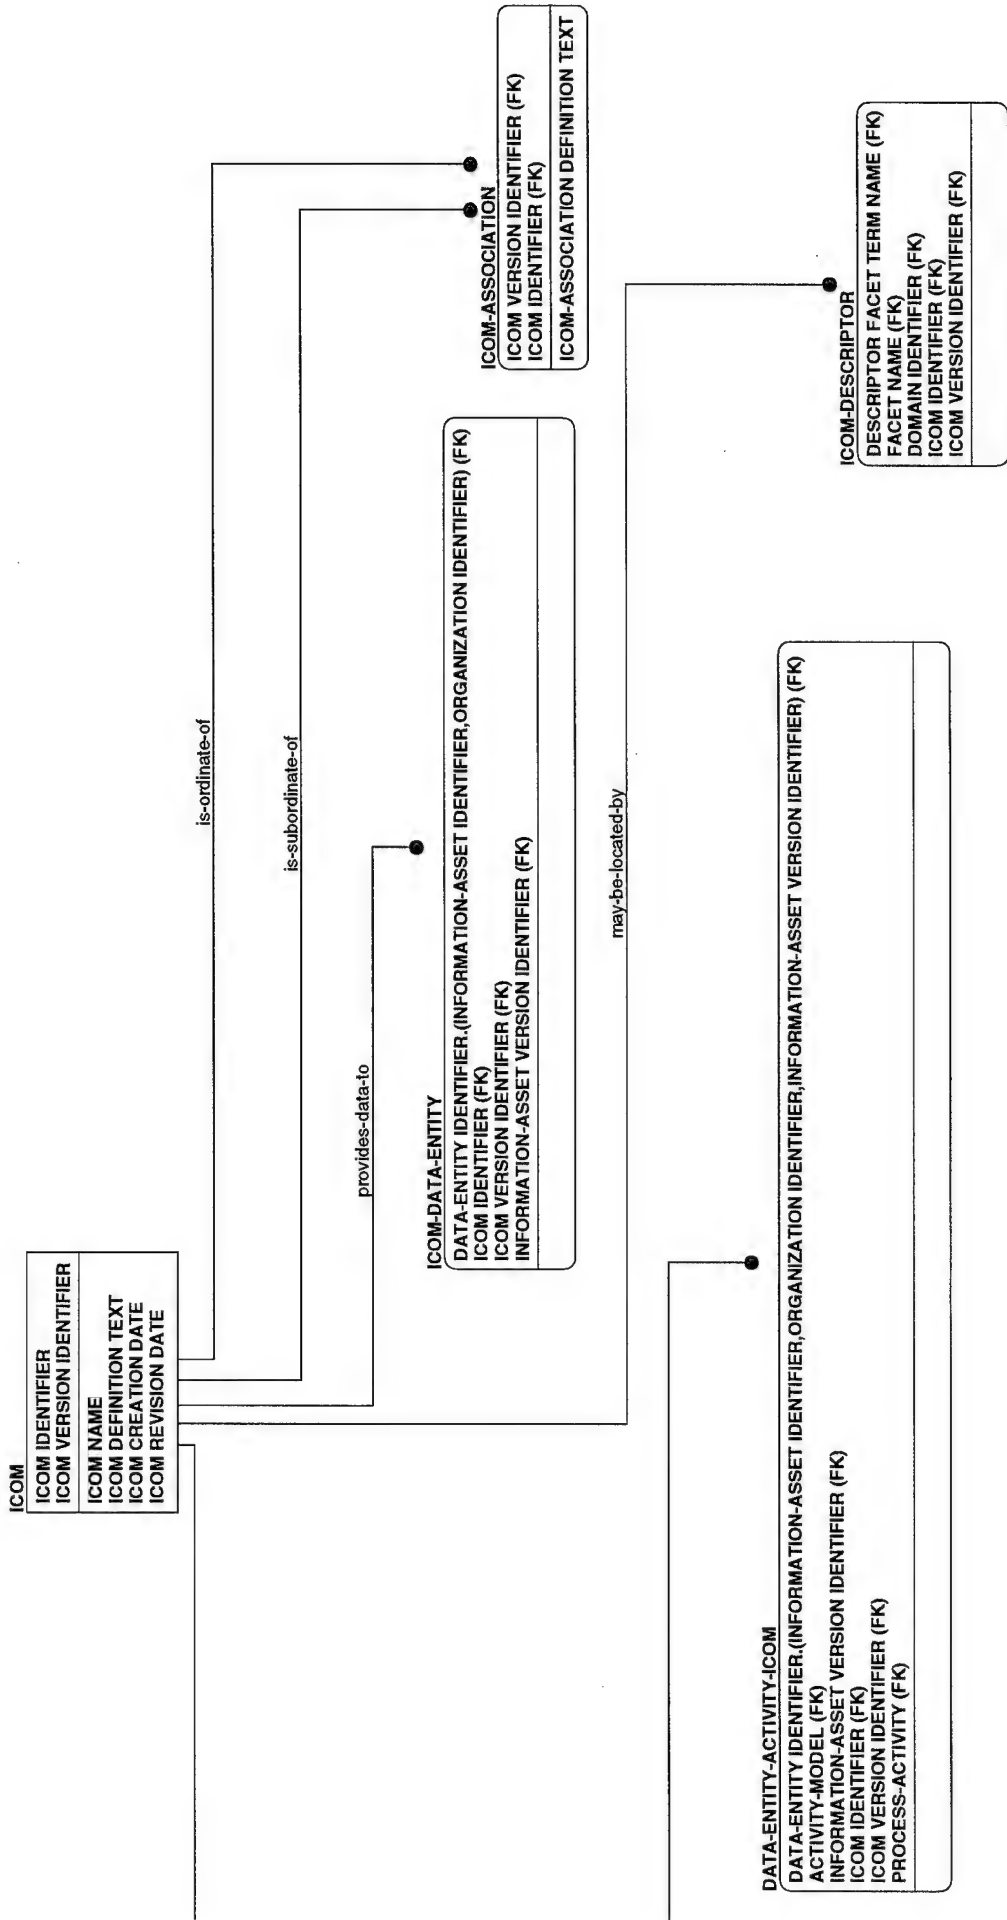 ICOM
ICOM IDENTIFIER
ICOM VERSION IDENTIFIER
ICOM NAME
ICOM DEFINITION TEXT
ICOM CREATION DATE
ICOM REVISION DATE
is-ordinate-of
is-subordinate-of
ICOM-ASSOCIATION
ICOM VERSION IDENTIFIER (FK)
ICOM IDENTIFIER (FK)
ICOM-ASSOCIATION DEFINITION TEXT
provides-data-to
ICOM-DATA-ENTITY
DATA-ENTITY IDENTIFIER.(INFORMATION-ASSET IDENTIFIER,ORGANIZATION IDENTIFIER) (FK)
ICOM IDENTIFIER (FK)
ICOM VERSION IDENTIFIER (FK)
INFORMATION-ASSET VERSION IDENTIFIER (FK)
may-be-located-by
ICOM-DESCRIPTOR
DESCRIPTOR FACET TERM NAME (FK)
FACET NAME (FK)
DOMAIN IDENTIFIER (FK)
ICOM IDENTIFIER (FK)
ICOM VERSION IDENTIFIER (FK)
DATA-ENTITY-ACTIVITY-ICOM
DATA-ENTITY IDENTIFIER.(INFORMATION-ASSET IDENTIFIER,ORGANIZATION IDENTIFIER,INFORMATION-ASSET VERSION IDENTIFIER) (FK)
ACTIVITY-MODEL (FK)
INFORMATION-ASSET VERSION IDENTIFIER (FK)
ICOM IDENTIFIER (FK)
ICOM VERSION IDENTIFIER (FK)
PROCESS-ACTIVITY (FK)